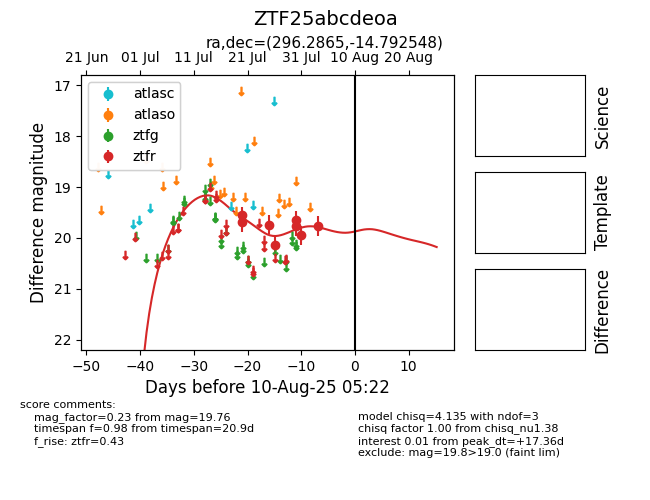 ZTF25abcdeoa
ra,dec=(296.2865,-14.792548)
21 Jun 01 Jul 11 Jul 21 Jul 31 Jul 10 Aug 20 Aug
17
18
19
20
21
22
Difference magnitude
atlasc
atlaso
ztfg
ztfr
−50 −40 −30 −20 −10 0 10
Days before 10-Aug-25 05:22
Science
Template
Difference
score comments:
mag_factor=0.23 from mag=19.76
timespan f=0.98 from timespan=20.9d
f_rise: ztfr=0.43
model chisq=4.135 with ndof=3
chisq factor 1.00 from chisq_nu1.38
interest 0.01 from peak_dt=+17.36d
exclude: mag=19.8>19.0 (faint lim)